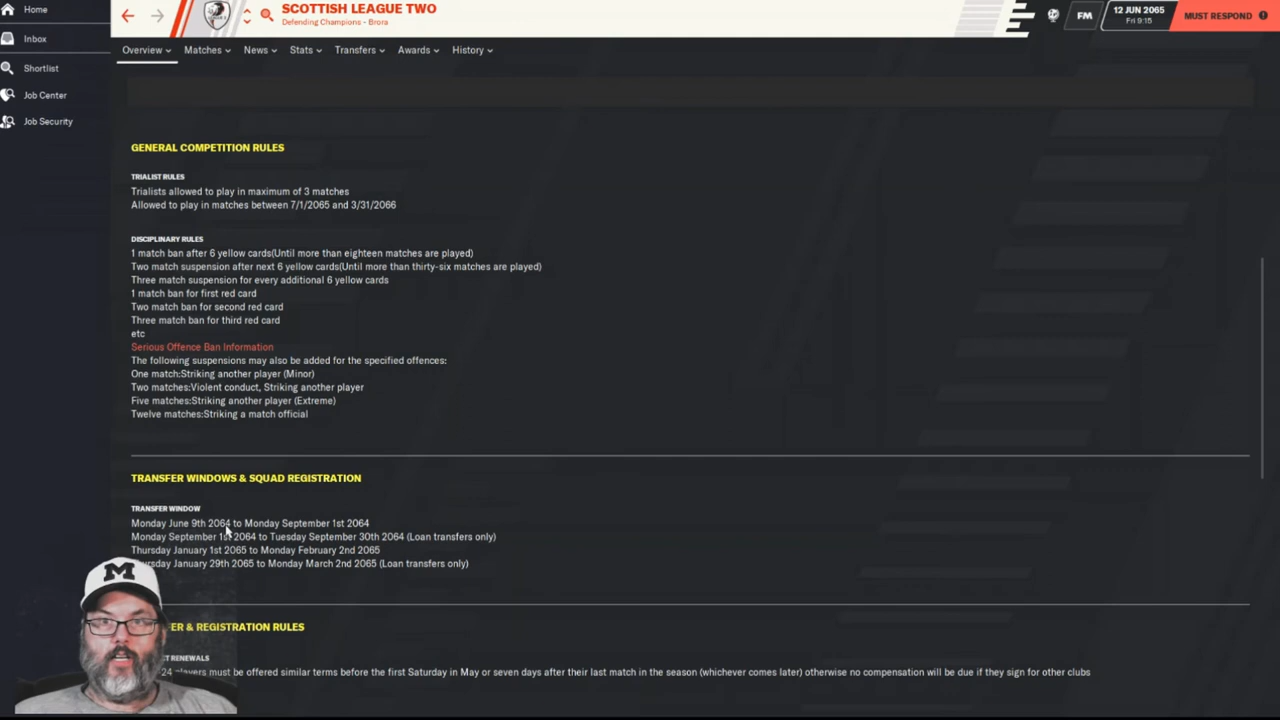 Home
Inbox
Shortlist
Job Center
Job Security
SCOTTISH LEAGUE TWO
Defending Champions - Brora
FM
12 JUN 2065
Fri 9:15
MUST RESPOND
Overview
Matches
News
Stats
Transfers
Awards
History
GENERAL COMPETITION RULES
TRIALIST RULES
Trialists allowed to play in maximum of 3 matches
Allowed to play in matches between 7/1/2065 and 3/31/2066
DISCIPLINARY RULES
1 match ban after 6 yellow cards(Until more than eighteen matches are played)
Two match suspension after next 6 yellow cards(Until more than thirty-six matches are played)
Three match suspension for every additional 6 yellow cards
1 match ban for first red card
Two match ban for second red card
Three match ban for third red card
etc
Serious Offence Ban Information
The following suspensions may also be added for the specified offences:
One match:Striking another player (Minor)
Two matches:Violent conduct, Striking another player
Five matches:Striking another player (Extreme)
Twelve matches:Striking a match official
TRANSFER WINDOWS & SQUAD REGISTRATION
TRANSFER WINDOW
Monday June 9th 2064 to Monday September 1st 2064
Monday September 1st 2064 to Tuesday September 30th 2064 (Loan transfers only)
Thursday January 1st 2065 to Monday February 2nd 2065
rsday January 29th 2065 to Monday March 2nd 2065 (Loan transfers only)
M
ER & REGISTRATION RULES
T RENEWALS
24 players must be offered similar terms before the first Saturday in May or seven days after their last match in the season (whichever comes later) otherwise no compensation will be due if they sign for other clubs